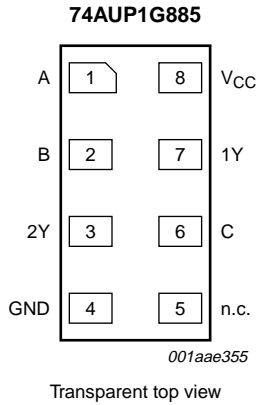 74AUP1G885
A 1 8 VCC
B 2 7 1Y
2Y 3 6 C
GND 4 5 n.c.
001aae355
Transparent top view